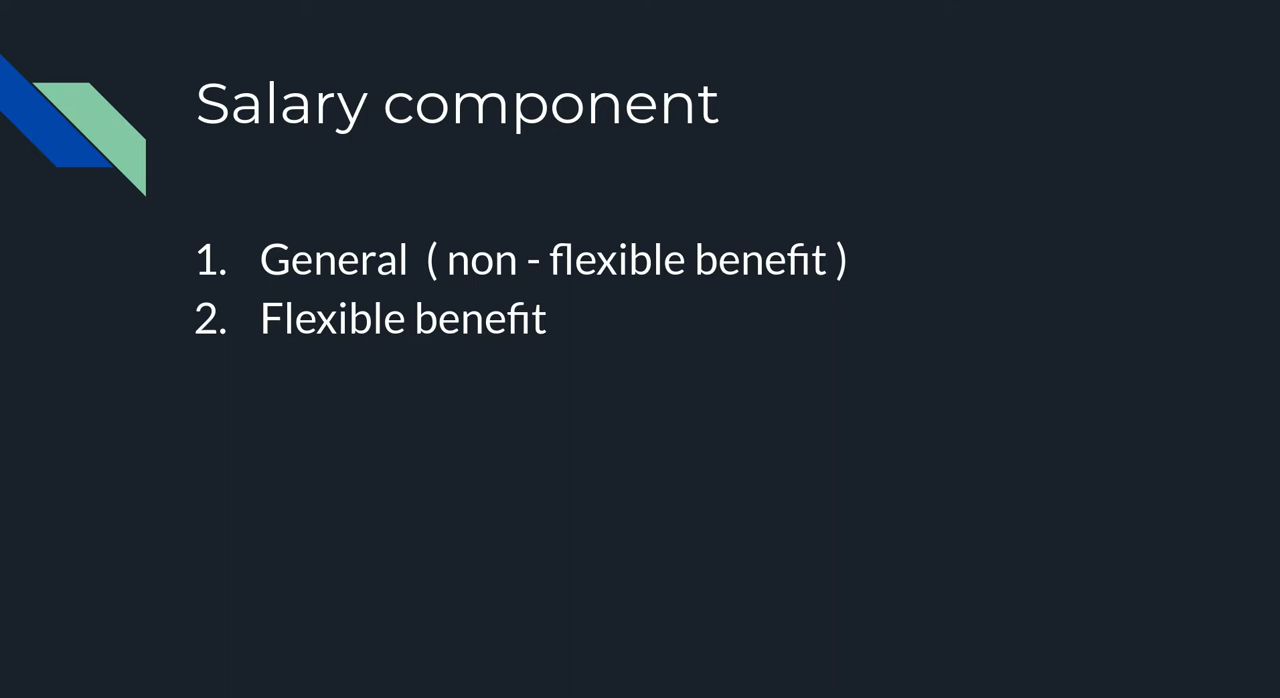 Salary component
1. General ( non - flexible benefit )
2. Flexible benefit